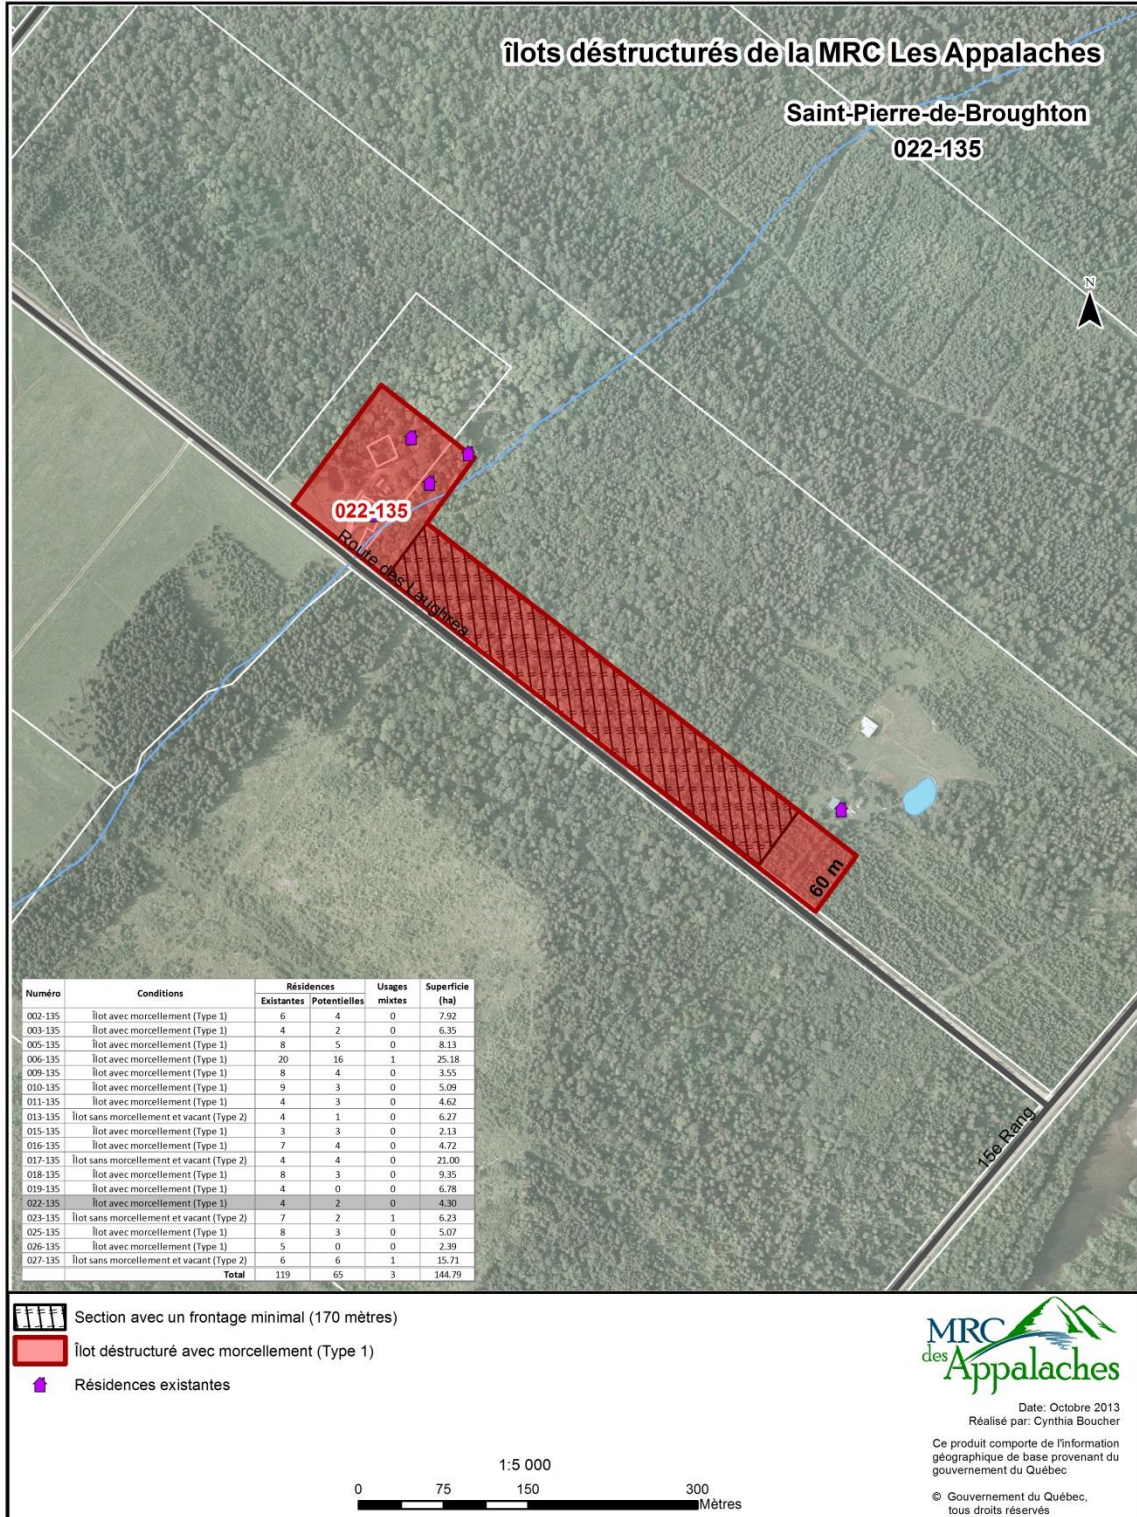 îlots déstructurés de la MRC Les Appalaches
Saint-Pierre-de-Broughton
022-135
N
022-135
Route des Laughrea
60 m
15e Rang
Numéro Conditions Résidences Usages mixtes Superficie (ha)
Existantes Potentielles
002-135 Îlot avec morcellement (Type 1) 6 4 0 7.92
003-135 Îlot avec morcellement (Type 1) 4 2 0 6.35
005-135 Îlot avec morcellement (Type 1) 8 5 0 8.13
006-135 Îlot avec morcellement (Type 1) 20 16 1 25.18
009-135 Îlot avec morcellement (Type 1) 8 4 0 3.55
010-135 Îlot avec morcellement (Type 1) 9 3 0 5.09
011-135 Îlot avec morcellement (Type 1) 4 3 0 4.62
013-135 Îlot sans morcellement et vacant (Type 2) 4 1 0 6.27
015-135 Îlot avec morcellement (Type 1) 3 3 0 2.13
016-135 Îlot avec morcellement (Type 1) 7 4 0 4.72
017-135 Îlot sans morcellement et vacant (Type 2) 4 4 0 21.00
018-135 Îlot avec morcellement (Type 1) 8 3 0 9.35
019-135 Îlot avec morcellement (Type 1) 4 0 0 6.78
022-135 Îlot avec morcellement (Type 1) 4 2 0 4.30
023-135 Îlot sans morcellement et vacant (Type 2) 7 2 1 6.23
025-135 Îlot avec morcellement (Type 1) 8 3 0 5.07
026-135 Îlot avec morcellement (Type 1) 5 0 0 2.39
027-135 Îlot sans morcellement et vacant (Type 2) 6 6 1 15.71
Total 119 65 3 144.79
Section avec un frontage minimal (170 mètres)
Îlot déstructuré avec morcellement (Type 1)
Résidences existantes
1:5 000
0 75 150 300
Mètres
MRC
des Appalaches
Date: Octobre 2013
Réalisé par: Cynthia Boucher
Ce produit comporte de l'information
géographique de base provenant du
gouvernement du Québec
© Gouvernement du Québec,
tous droits réservés